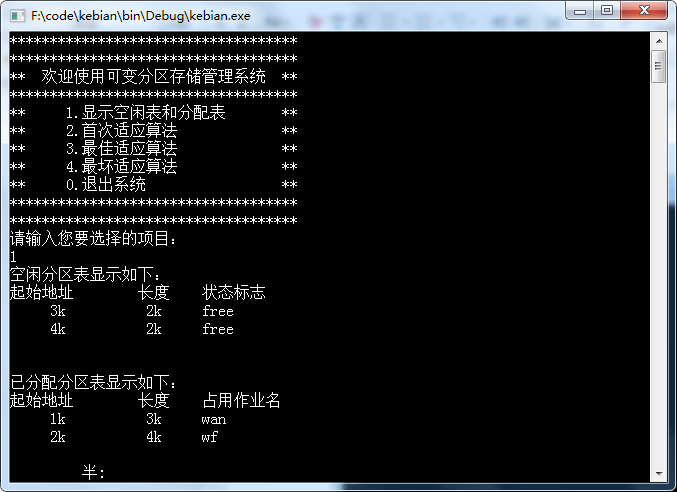 F:\code\kebian\bin\Debug\kebian.exe
************************************
************************************
**  欢迎使用可变分区存储管理系统  **
************************************
**     1.显示空闲表和分配表       **
**     2.首次适应算法             **
**     3.最佳适应算法             **
**     4.最坏适应算法             **
**     0.退出系统                 **
************************************
************************************
请输入您要选择的项目:
1
空闲分区表显示如下:
起始地址        长度    状态标志
     3k          2k     free
     4k          2k     free
已分配分区表显示如下:
起始地址        长度    占用作业名
     1k          3k     wan
     2k          4k     wf
         半: